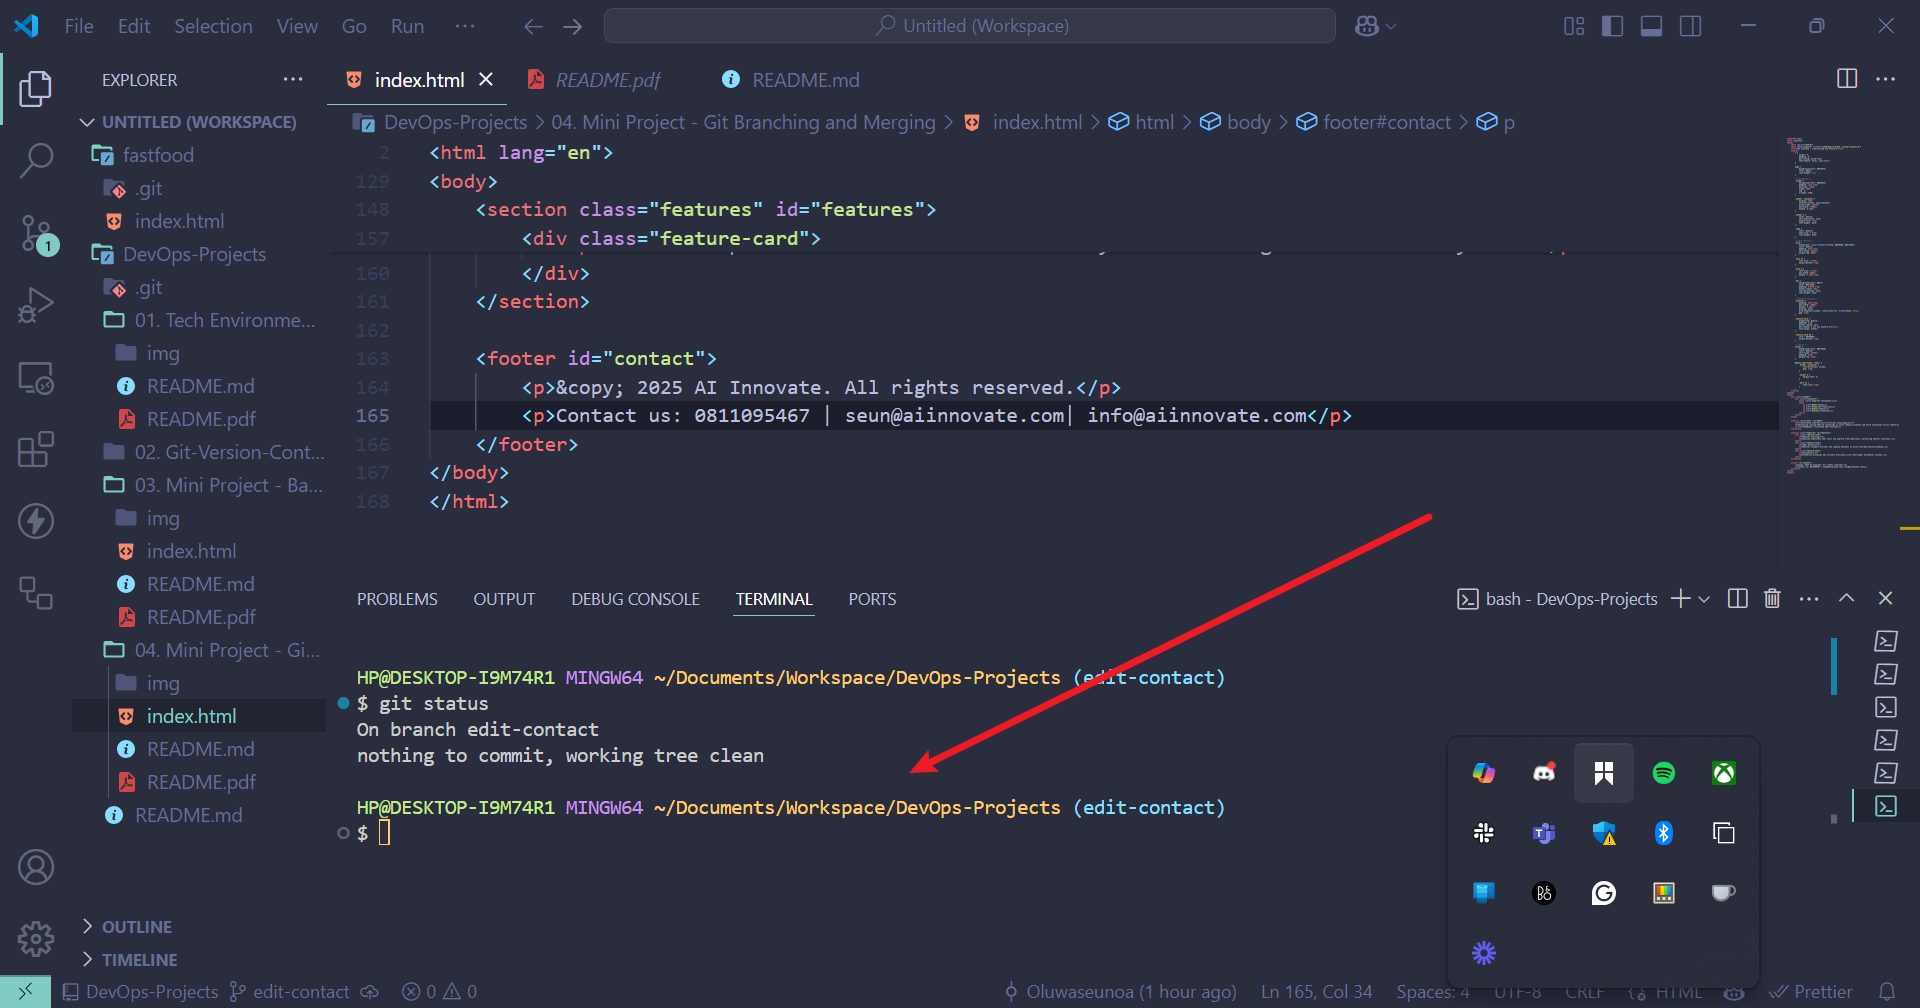 File Edit Selection View Go Run ··· Untitled (Workspace)
EXPLORER ···
index.html README.pdf README.md
UNTITLED (WORKSPACE)
fastfood
.git
index.html
DevOps-Projects
.git
01. Tech Environme...
img
README.md
README.pdf
02. Git-Version-Cont...
03. Mini Project - Ba...
img
index.html
README.md
README.pdf
04. Mini Project - Gi...
img
index.html
README.md
README.pdf
README.md
OUTLINE
TIMELINE
1
DevOps-Projects > 04. Mini Project - Git Branching and Merging > index.html > html > body > footer#contact > p
2 <html lang="en">
129 <body>
148 <section class="features" id="features">
157 <div class="feature-card">
160 </div>
161 </section>
162
163 <footer id="contact">
164 <p>&copy; 2025 AI Innovate. All rights reserved.</p>
165 <p>Contact us: 0811095467 | seun@aiinnovate.com| info@aiinnovate.com</p>
166 </footer>
167 </body>
168 </html>
PROBLEMS OUTPUT DEBUG CONSOLE TERMINAL PORTS
bash - DevOps-Projects
HP@DESKTOP-I9M74R1 MINGW64 ~/Documents/Workspace/DevOps-Projects (edit-contact)
$ git status
On branch edit-contact
nothing to commit, working tree clean
HP@DESKTOP-I9M74R1 MINGW64 ~/Documents/Workspace/DevOps-Projects (edit-contact)
$
DevOps-Projects edit-contact 0 0 Oluwaseunoa (1 hour ago) Ln 165, Col 34 Spaces: 4 UTF-8 CRLF HTML Prettier